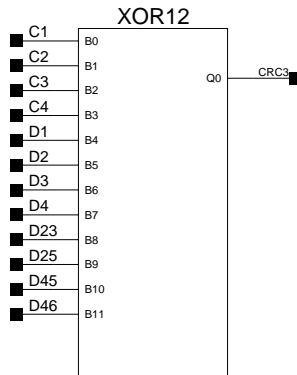 XOR12
C1 B0
C2 B1
Q0 CRC3
C3 B2
C4 B3
D1 B4
D2 B5
D3 B6
D4 B7
D23 B8
D25 B9
D45 B10
D46 B11